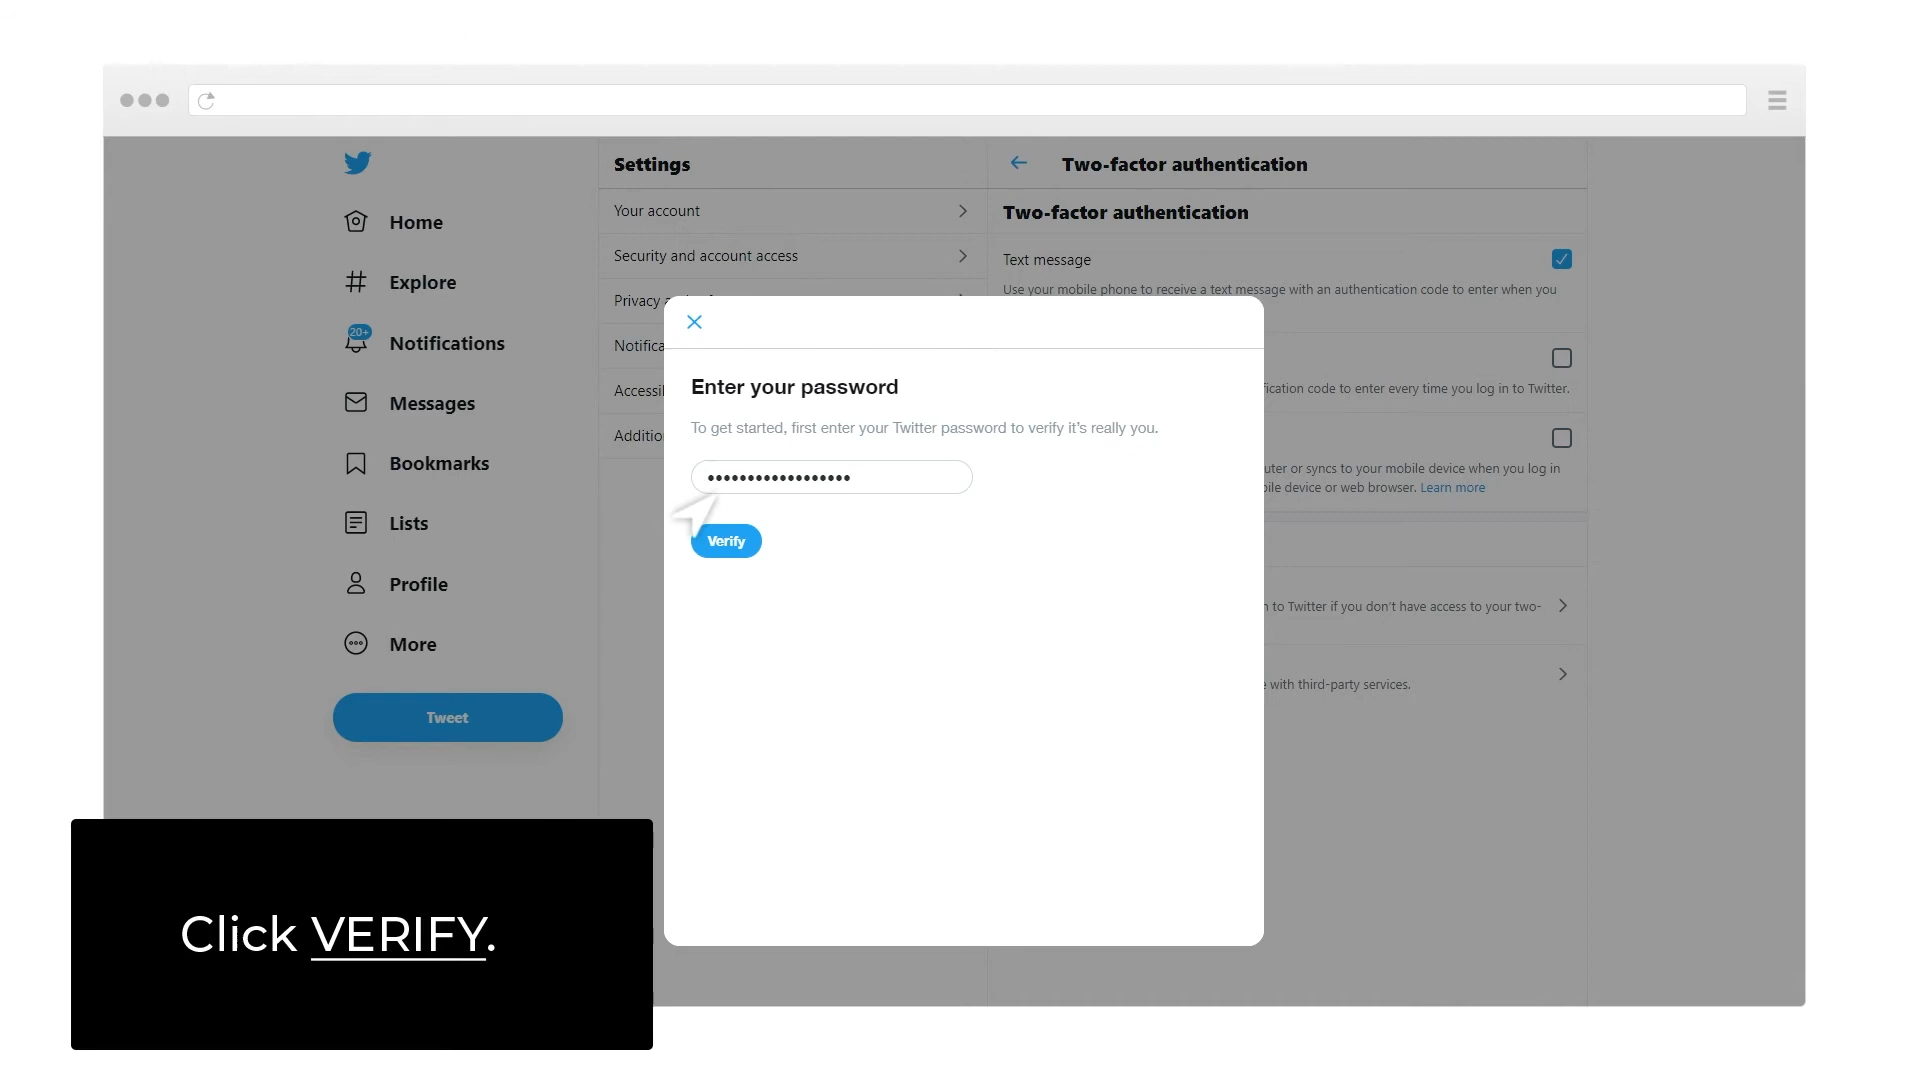 Home
Explore
20+
Notifications
Messages
Bookmarks
Lists
Profile
More
Tweet
Settings
Your account
Security and account access
Privacy
Notifica
Accessil
Additio
Two-factor authentication
Two-factor authentication
Text message
Use your mobile phone to receive a text message with an authentication code to enter when you
fication code to enter every time you log in to Twitter.
uter or syncs to your mobile device when you log in
bile device or web browser. Learn more
n to Twitter if you don't have access to your two-
e with third-party services.
Enter your password
To get started, first enter your Twitter password to verify it's really you.
••••••••••••••••••
Verify
Click VERIFY.